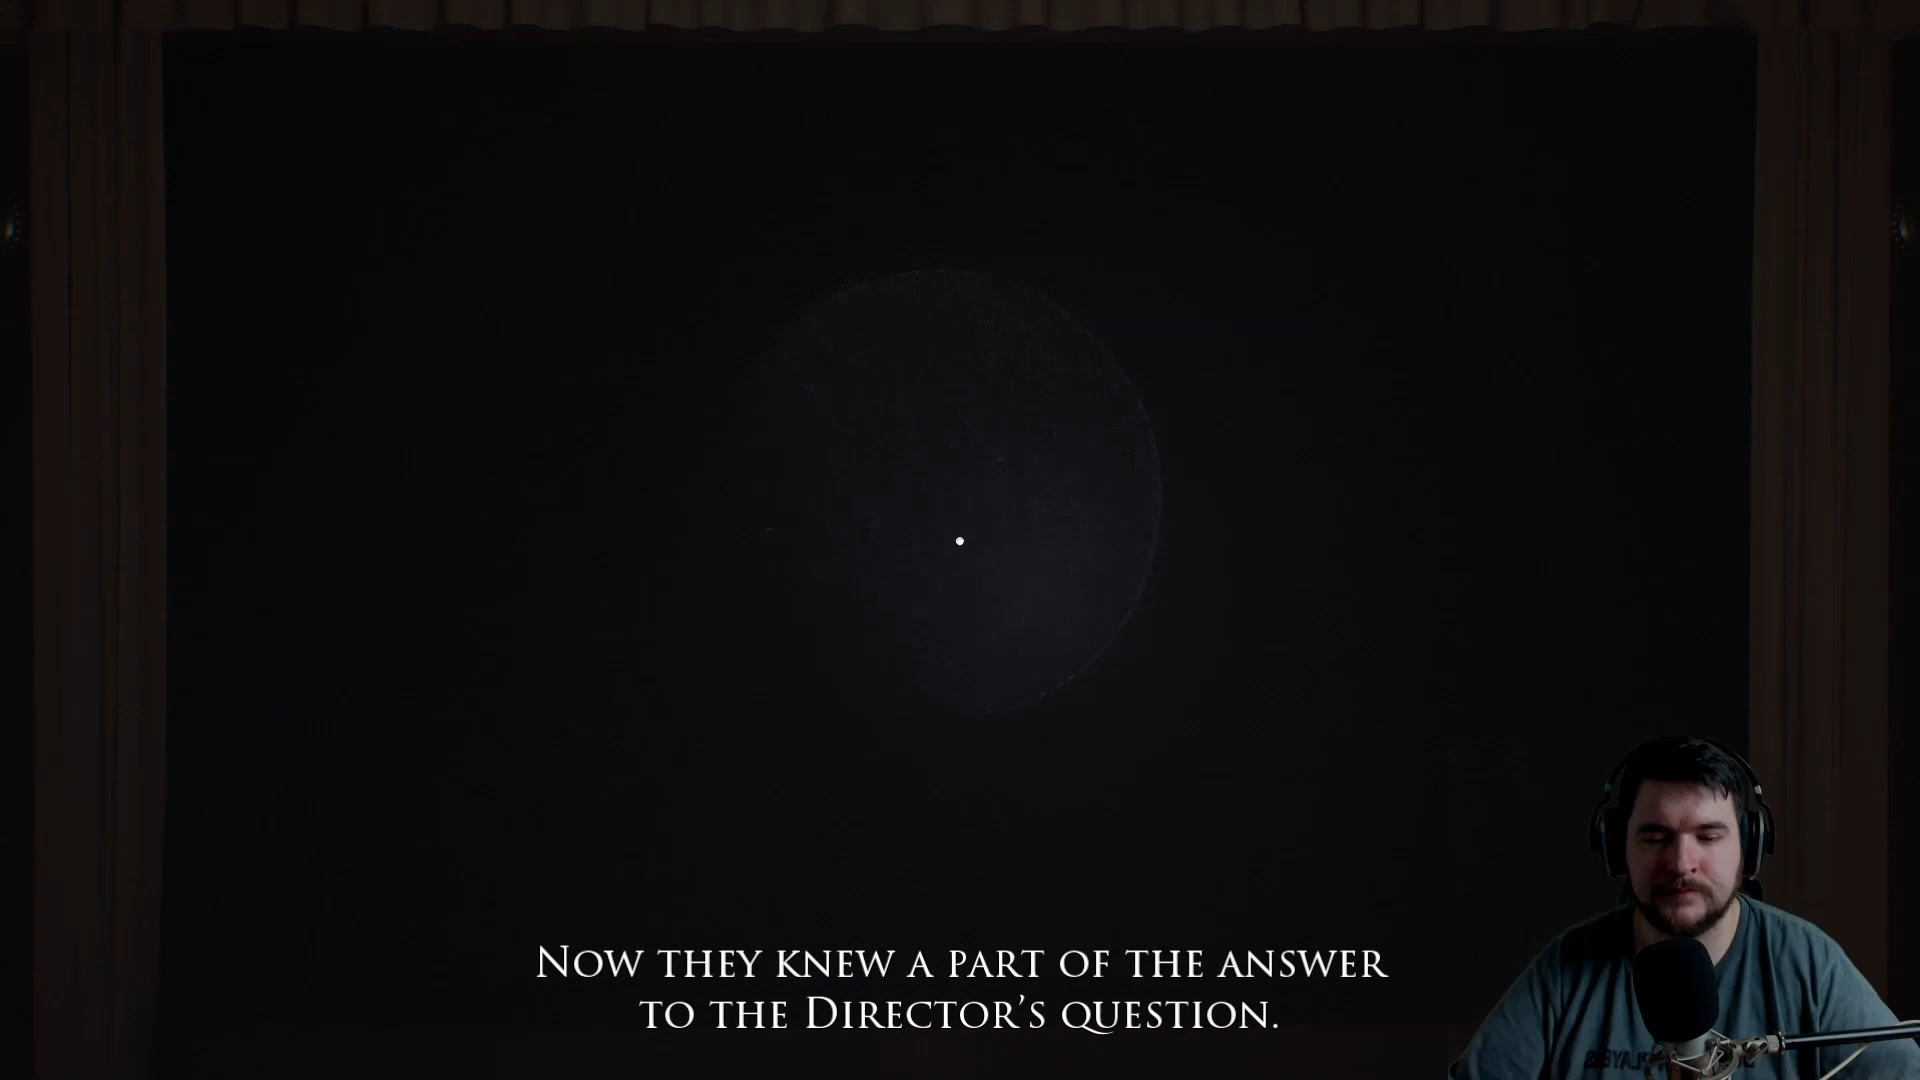 Now they knew a part of the answer
to the Director's question.